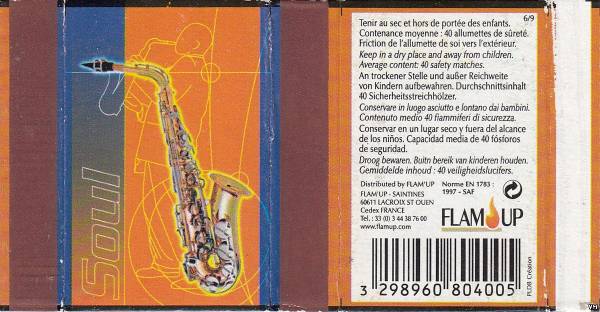 Soul
6/9
Tenir au sec et hors de portée des enfants.
Contenance moyenne : 40 allumettes de sûreté.
Friction de l'allumette de soi vers l'extérieur.
Keep in a dry place and away from children.
Average content: 40 safety matches.
An trockener Stelle und außer Reichweite
von Kindern aufbewahren. Durchschnittsinhalt
40 Sicherheitsstreichhölzer.
Conservare in luogo asciutto e lontano dai bambini.
Contenuto medio 40 fiammiferi di sicurezza.
Conservar en un lugar seco y fuera del alcance
de los niños. Capacidad media de 40 fósforos
de seguridad.
Droog bewaren. Buitn bereik van kinderen houden.
Gemiddelde inhoud : 40 veiligheidslucifers.
Distributed by FLAM'UP
FLAM'UP - SAINTINES
60611 LACROIX ST OUEN
Cedex FRANCE
Tel. : 33 (0) 3 44 38 76 00
www.flamup.com
Norme EN 1783 :
1997 - SAF
FLAM UP
3 298960 804005
PLDB Création
VH